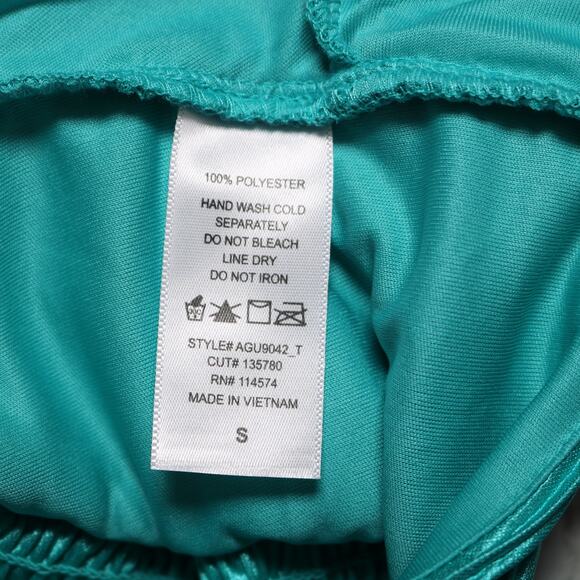 100% POLYESTER
HAND WASH COLD
SEPARATELY
DO NOT BLEACH
LINE DRY
DO NOT IRON
STYLE# AGU9042_T
CUT# 135780
RN# 114574
MADE IN VIETNAM
S